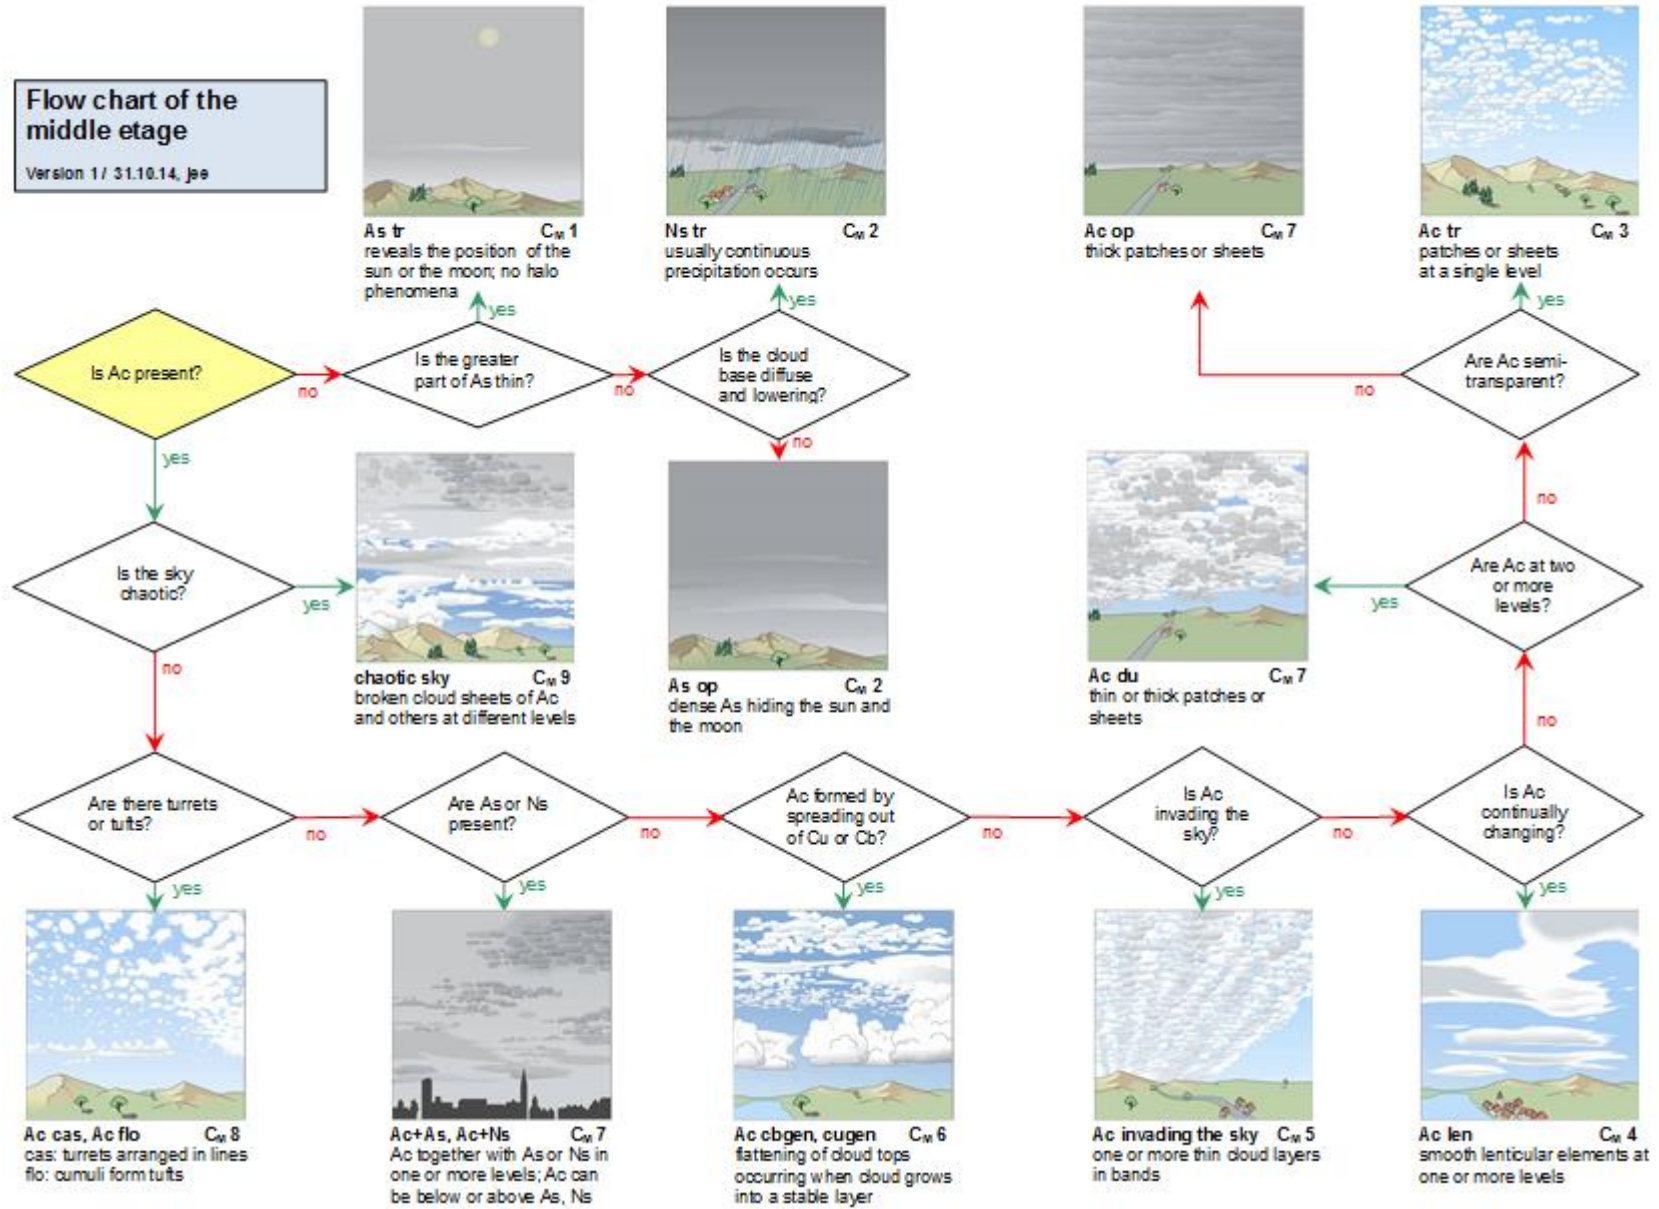 Flow chart of the
middle etage
Version 1 / 31.10.14, jee
As tr CM 1
reveals the position of the
sun or the moon; no halo
phenomena
yes
Ns tr CM 2
usually continuous
precipitation occurs
yes
Ac op CM 7
thick patches or sheets
Ac tr CM 3
patches or sheets
at a single level
yes
Is Ac present?
no
Is the greater
part of As thin?
no
Is the cloud
base diffuse
and lowering?
no
Are Ac semi-
transparent?
no
yes
no
Is the sky
chaotic?
yes
chaotic sky CM 9
broken cloud sheets of Ac
and others at different levels
As op CM 2
dense As hiding the sun and
the moon
Ac du CM 7
thin or thick patches or
sheets
Are Ac at two
or more
levels?
yes
no
no
Are there turrets
or tufts?
no
Are As or Ns
present?
no
Ac formed by
spreading out
of Cu or Cb?
no
Is Ac
invading the
sky?
no
Is Ac
continually
changing?
yes
yes
yes
yes
yes
Ac cas, Ac flo CM 8
cas: turrets arranged in lines
flo: cumuli form tufts
Ac+As, Ac+Ns CM 7
Ac together with As or Ns in
one or more levels; Ac can
be below or above As, Ns
Ac cbgen, cugen CM 6
flattening of cloud tops
occurring when cloud grows
into a stable layer
Ac invading the sky CM 5
one or more thin cloud layers
in bands
Ac len CM 4
smooth lenticular elements at
one or more levels